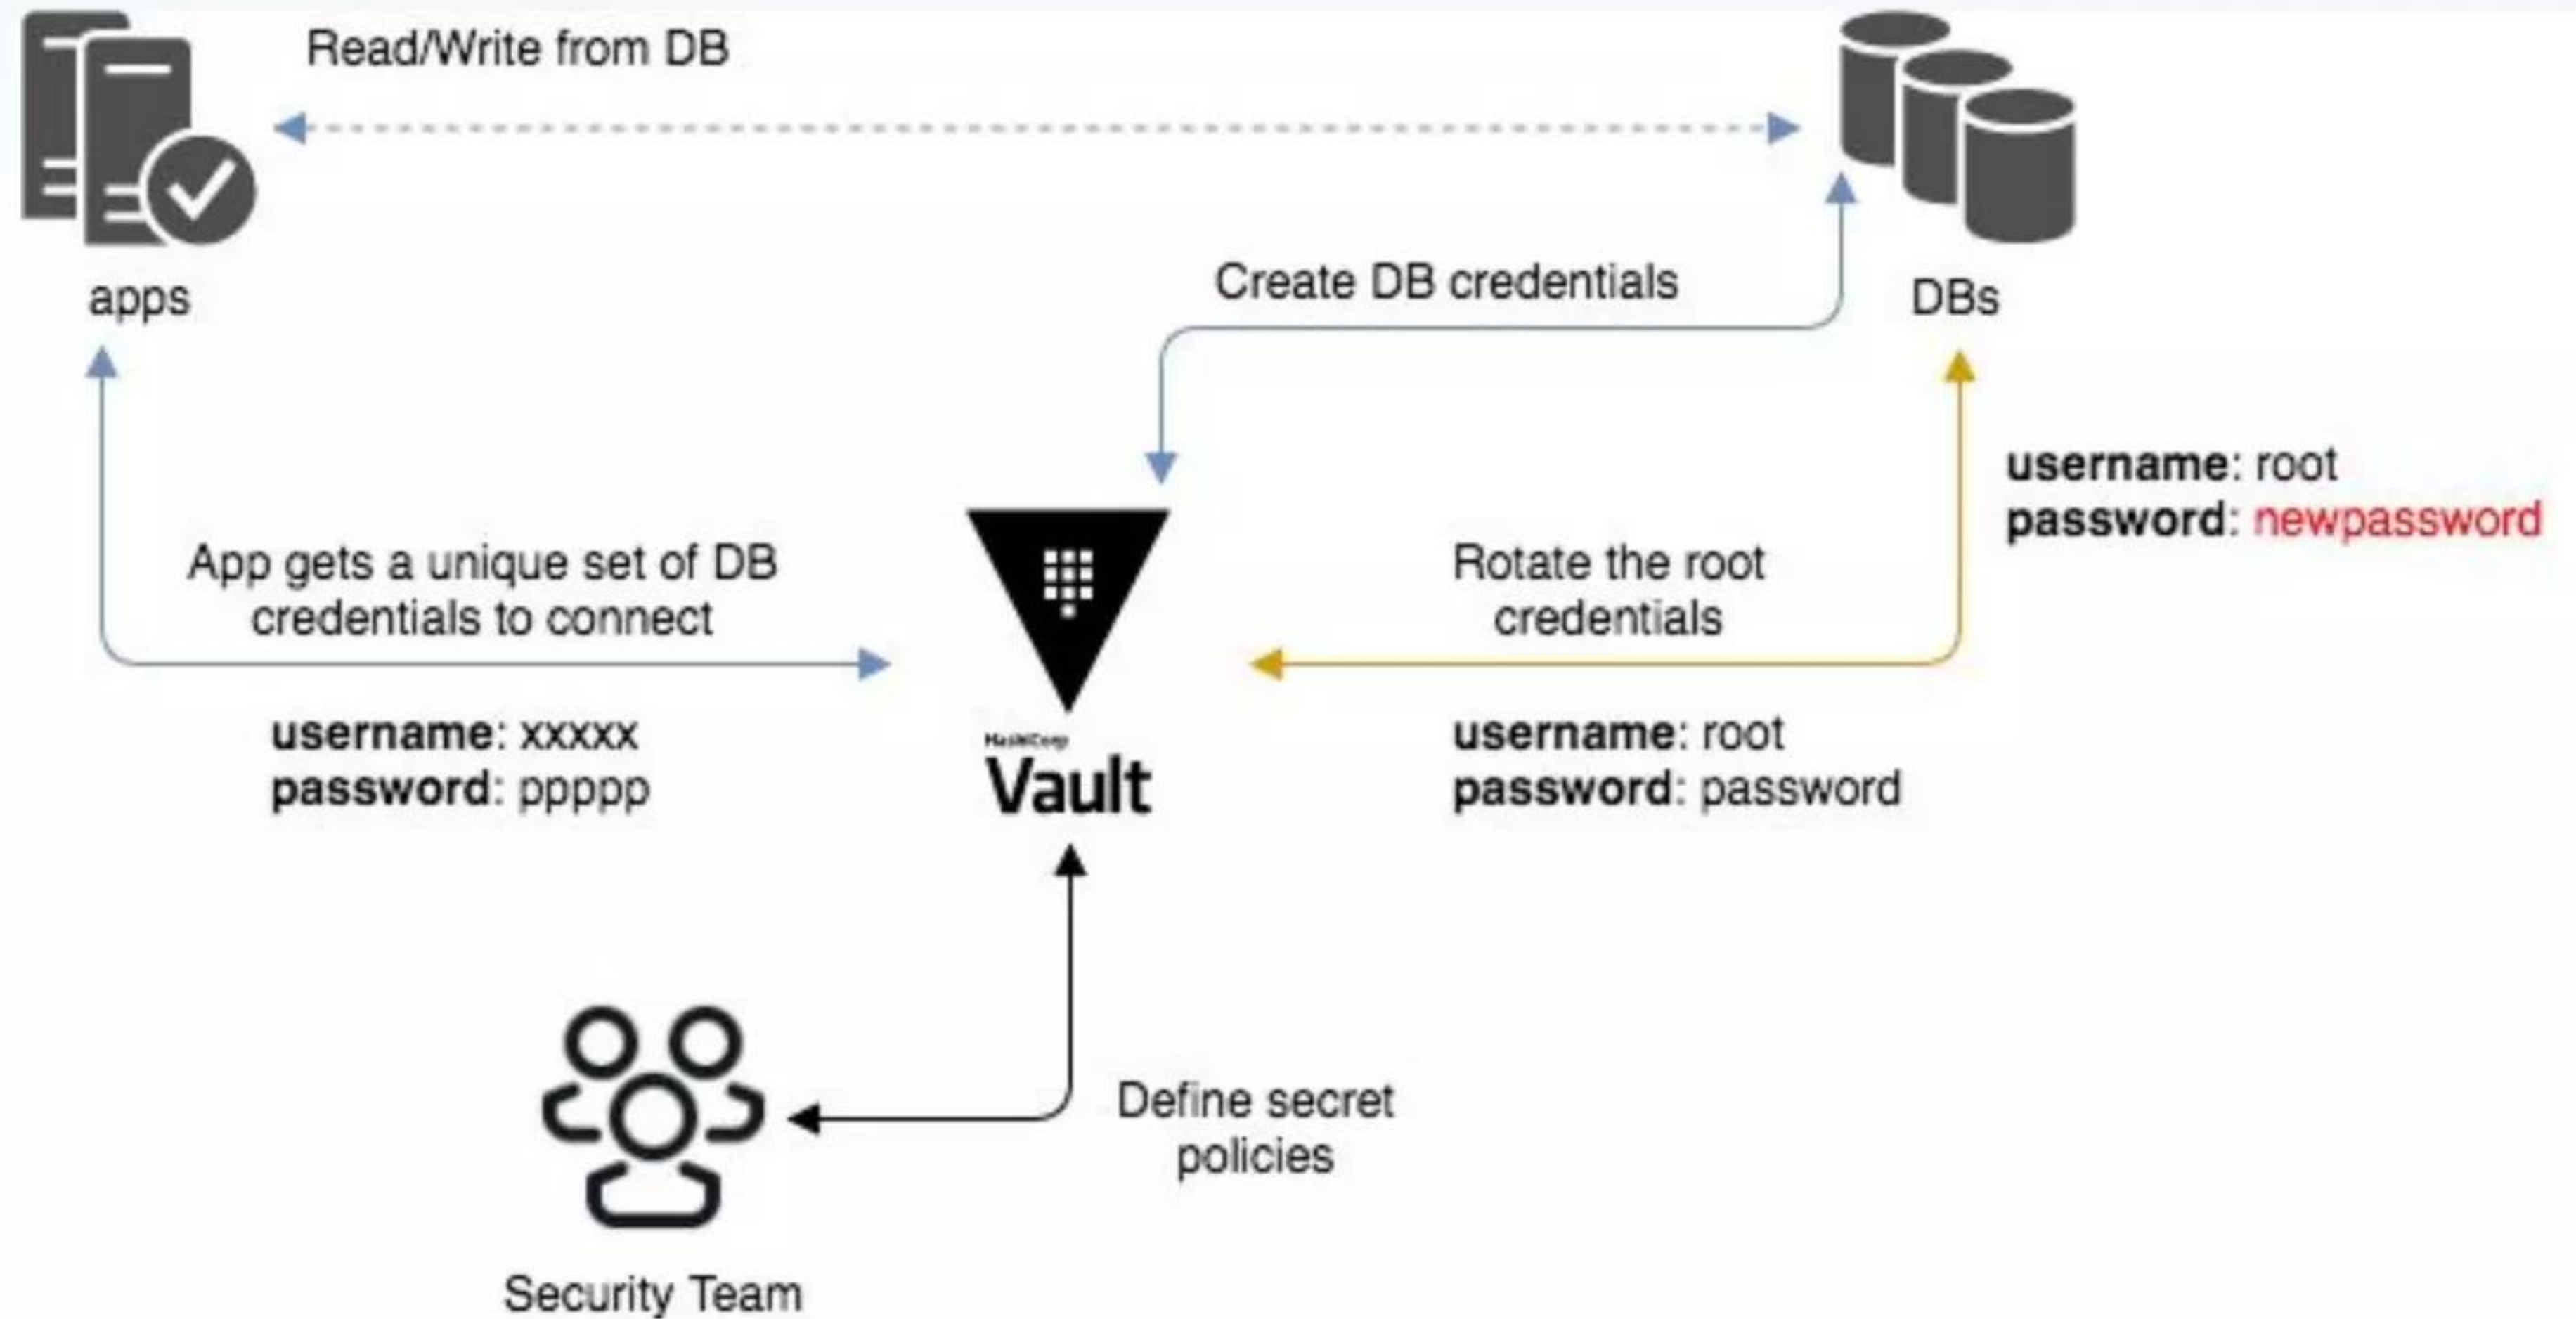 Read/Write from DB
apps
Create DB credentials
DBs
username: root
password: newpassword
App gets a unique set of DB
credentials to connect
Rotate the root
credentials
username: xxxxx
password: ppppp
HashiCorp
Vault
username: root
password: password
Define secret
policies
Security Team